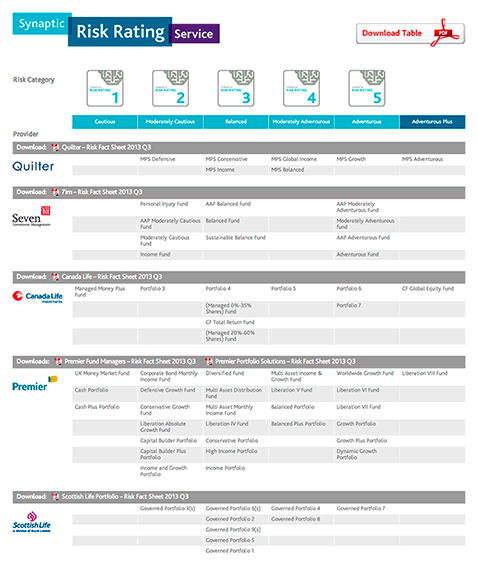 Synaptic Risk Rating Service
Download Table PDF
Risk Category
RISK RATING 1 RISK RATING 2 RISK RATING 3 RISK RATING 4 RISK RATING 5
Cautious Moderately Cautious Balanced Moderately Adventurous Adventurous Adventurous Plus
Provider
Download: Quilter – Risk Fact Sheet 2013 Q3
Quilter
MPS Defensive MPS Conservative MPS Global Income MPS Growth MPS Adventurous
MPS Income MPS Balanced
Download: 7im – Risk Fact Sheet 2013 Q3
Seven
Investment Management
Personal Injury Fund AAP Balanced Fund AAP Moderately
Adventurous Fund
AAP Moderately Cautious Balanced Fund Moderately Adventurous
Fund fund
Moderately Cautious Sustainable Balance Fund AAP Adventurous Fund
Fund
Income Fund Adventurous Fund
Download: Canada Life – Risk Fact Sheet 2013 Q3
Canada Life
Investments
Managed Money Plus Portfolio 3 Portfolio 4 Portfolio 5 Portfolio 6 CF Global Equity Fund
Fund
(Managed 0%-35% Portfolio 7
Shares) Fund
CF Total Return Fund
(Managed 20%-60%
Shares) Fund
Downloads: Premier Fund Managers – Risk Fact Sheet 2013 Q3 Premier Portfolio Solutions – Risk Fact Sheet 2013 Q3
Premier
UK Money Market Fund Corporate Bond Monthly Diversified Fund Multi Asset Income & Worldwide Growth Fund Liberation VIII Fund
Income Fund Growth Fund
Cash Portfolio Defensive Growth Fund Multi Asset Distribution Liberation V Fund Liberation VI Fund
Fund
Cash Plus Portfolio Conservative Growth Multi Asset Monthly Balanced Portfolio Liberation VII Fund
Fund Income Fund
Liberation Absolute Liberation IV Fund Balanced Plus Portfolio Growth Portfolio
Growth Fund
Capital Builder Portfolio Conservative Portfolio Growth Plus Portfolio
Capital Builder Plus High Income Portfolio Dynamic Growth
Portfolio Portfolio
Income and Growth Income Portfolio
Portfolio
Download: Scottish Life Portfolio – Risk Fact Sheet 2013 Q3
Scottish Life
a division of Royal London
Governed Portfolio 3(s) Governed Portfolio 6(s) Governed Portfolio 4 Governed Portfolio 7
Governed Portfolio 2 Governed Portfolio 8
Governed Portfolio 9(s)
Governed Portfolio 5
Governed Portfolio 1